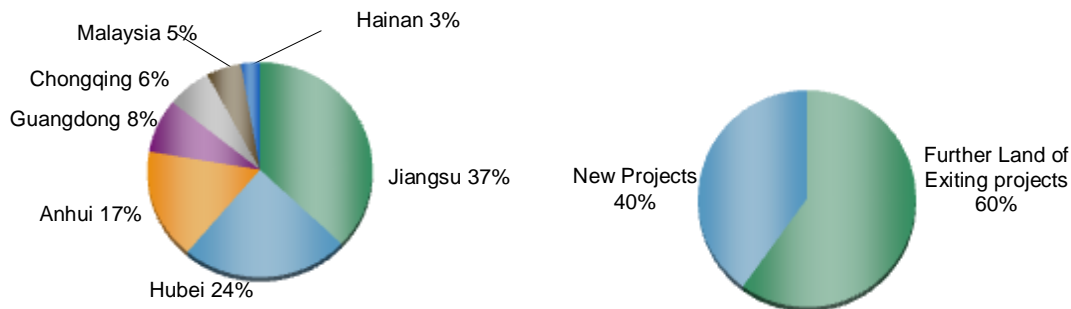 Hainan 3%
Malaysia 5%
Chongqing 6%
Guangdong 8%
Jiangsu 37%
Anhui 17%
Hubei 24%
New Projects
40%
Further Land of
Exiting projects
60%